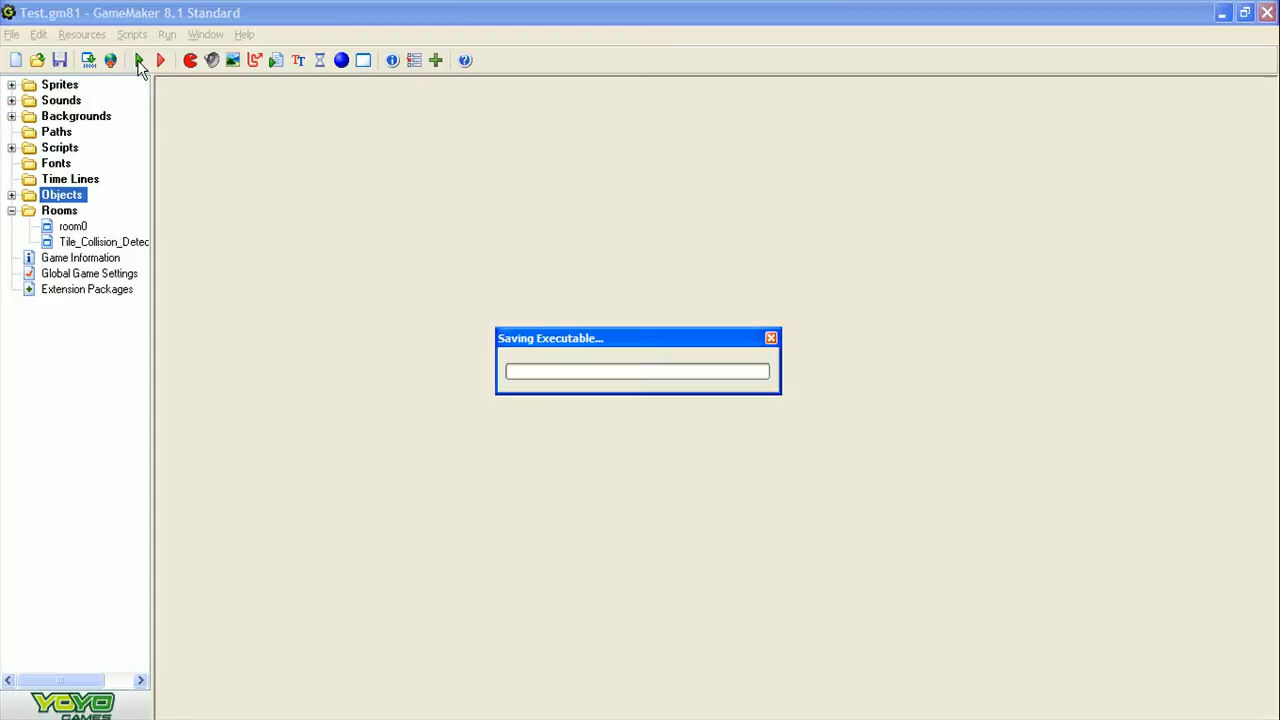 Test.gm81 - GameMaker 8.1 Standard
File Edit Resources Scripts Run Window Help
Sprites
Sounds
Backgrounds
Paths
Scripts
Fonts
Time Lines
Objects
Rooms
room0
Tile_Collision_Detec
Game Information
Global Game Settings
Extension Packages
Saving Executable...
YOYO
GAMES